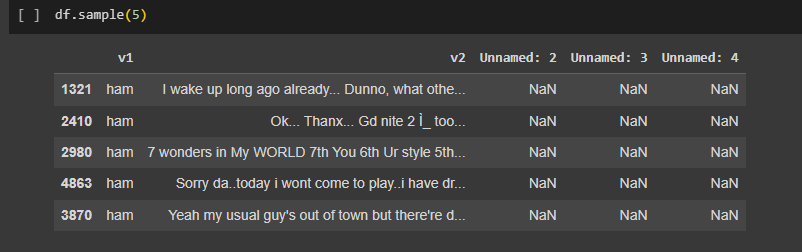 [ ] df.sample(5)
v1 v2 Unnamed: 2 Unnamed: 3 Unnamed: 4
1321 ham I wake up long ago already... Dunno, what othe... NaN NaN NaN
2410 ham Ok... Thanx... Gd nite 2 Ì_ too... NaN NaN NaN
2980 ham 7 wonders in My WORLD 7th You 6th Ur style 5th... NaN NaN NaN
4863 ham Sorry da..today i wont come to play..i have dr... NaN NaN NaN
3870 ham Yeah my usual guy's out of town but there're d... NaN NaN NaN